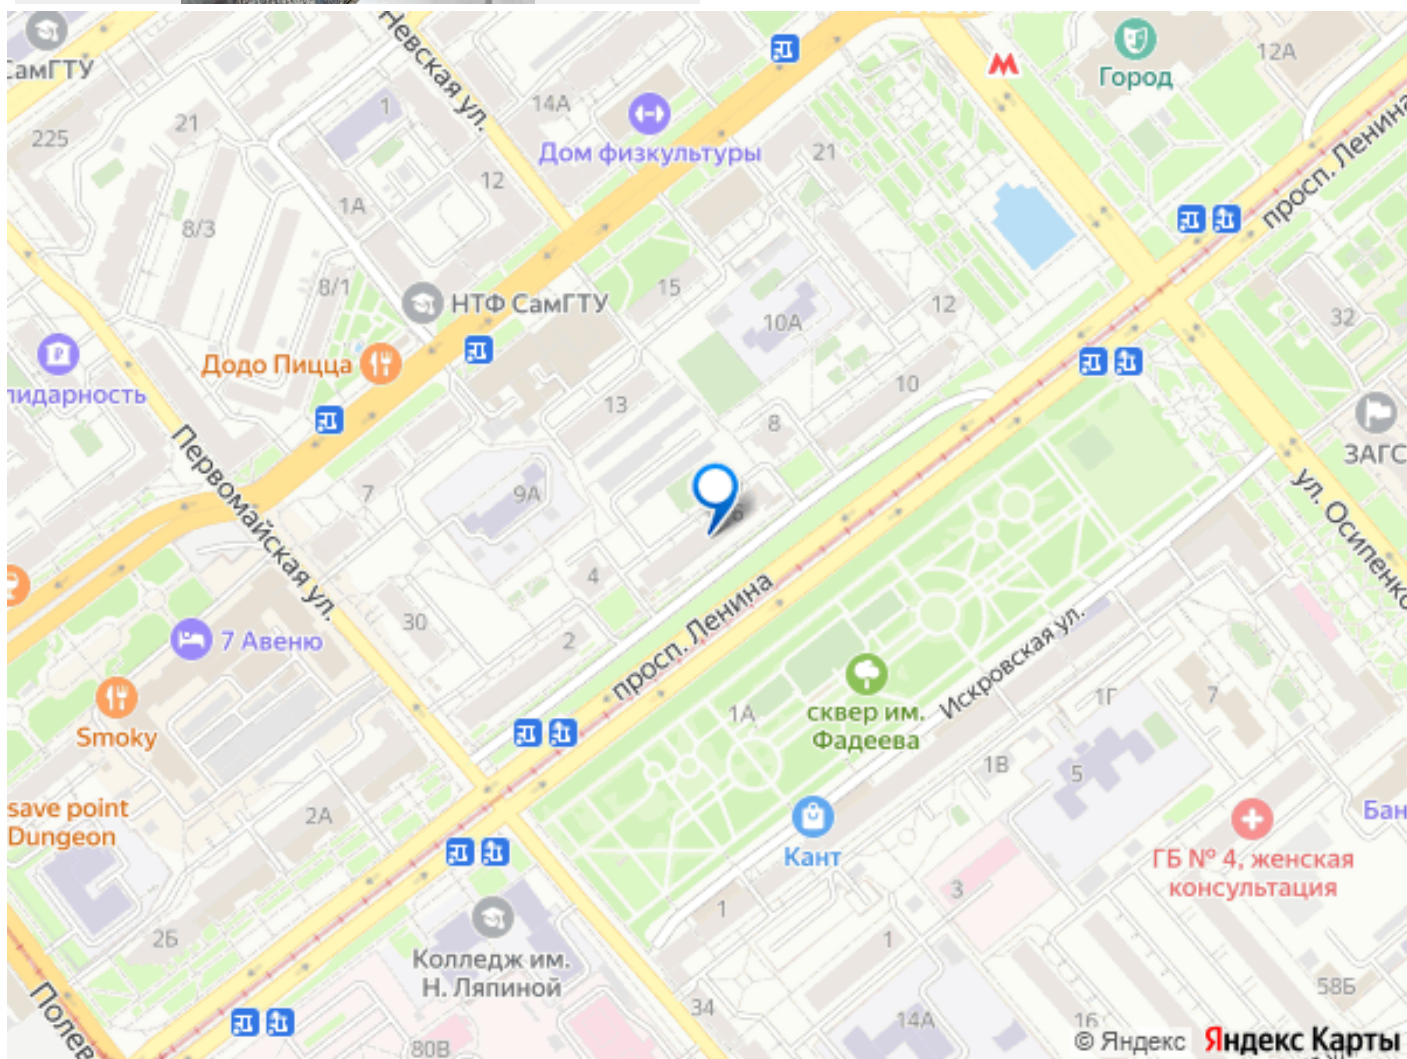 СамГТУ
Невская ул.
Город
12А
14А
1
21
225
Дом физкультуры
21
просп. Ленина
12
1А
8/3
8/1
НТФ СамГТУ
15
10А
12
32
Додо Пицца
лидарность
13
10
8
ЗАГС
Первомайская ул.
7
9А
6
ул. Осипенко
4
30
2
7 Авеню
просп. Ленина
Искровская ул.
1Г
7
Smoky
1А
сквер им.
Фадеева
1В
5
save point
Dungeon
2А
Кант
Бан
ГБ № 4, женская
консультация
3
1
2Б
1
Колледж им.
Н. Ляпиной
Полев
34
58Б
14А
16
80В
© Яндекс Яндекс Карты